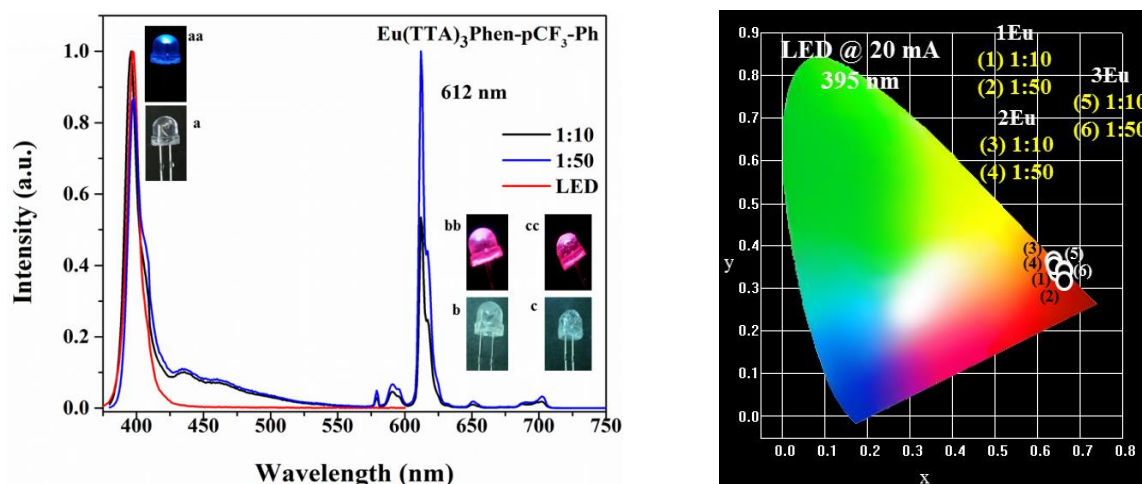 Eu(TTA)₃Phen-pCF₃-Ph
612 nm
1:10
1:50
LED
aa
a
bb
cc
b
c
1.0
0.8
0.6
0.4
0.2
0.0
Intensity (a.u.)
375 400 450 500 550 600 650 700 750
Wavelength (nm)
LED @ 20 mA
395 nm
1Eu
(1) 1:10
(2) 1:50
2Eu
(3) 1:10
(4) 1:50
3Eu
(5) 1:10
(6) 1:50
(3)
(4)
(1)
(2)
(5)
(6)
0.9
0.8
0.7
0.6
0.5
0.4
0.3
0.2
0.1
0.0
y
0.0 0.1 0.2 0.3 0.4 0.5 0.6 0.7 0.8
x